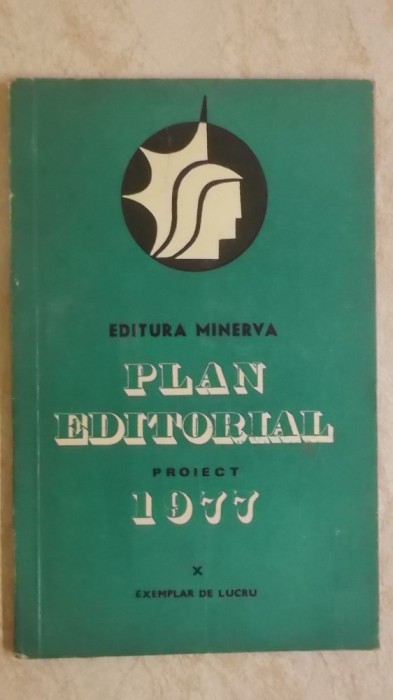 EDITURA MINERVA
PLAN
EDITORIAL
PROIECT
1977
X
EXEMPLAR DE LUCRU